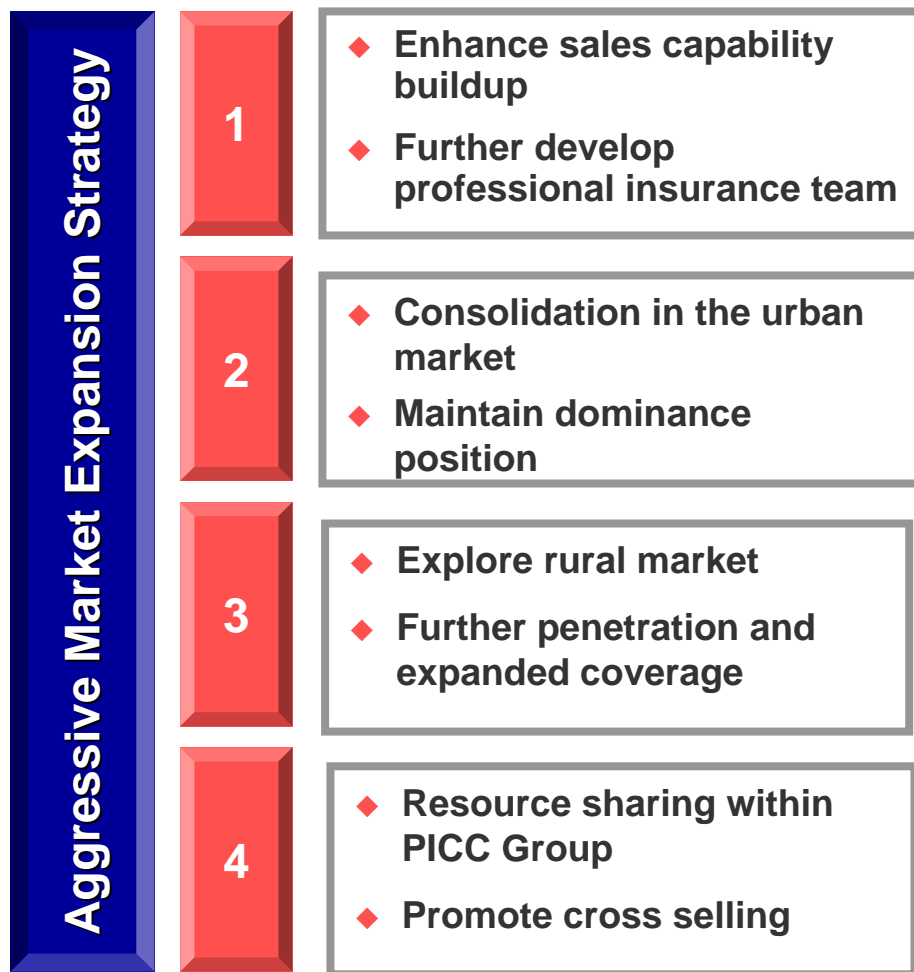 Aggressive Market Expansion Strategy
1
◆ Enhance sales capability
buildup
◆ Further develop
professional insurance team
2
◆ Consolidation in the urban
market
◆ Maintain dominance
position
3
◆ Explore rural market
◆ Further penetration and
expanded coverage
4
◆ Resource sharing within
PICC Group
◆ Promote cross selling